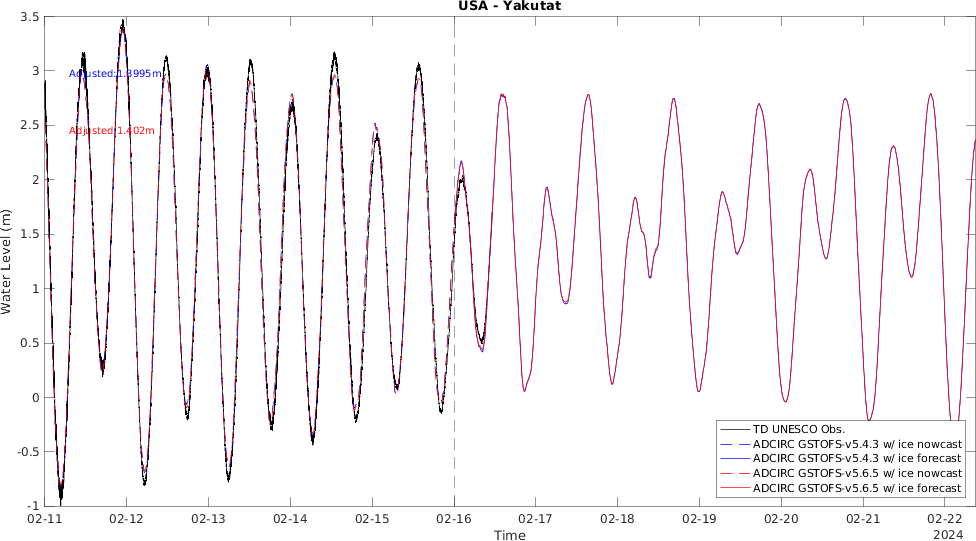 USA - Yakutat
3.5
3
2.5
2
1.5
1
0.5
0
-0.5
-1
Water Level (m)
Adjusted:1.3995m
Adjusted:1.402m
TD UNESCO Obs.
ADCIRC GSTOFS-v5.4.3 w/ ice nowcast
ADCIRC GSTOFS-v5.4.3 w/ ice forecast
ADCIRC GSTOFS-v5.6.5 w/ ice nowcast
ADCIRC GSTOFS-v5.6.5 w/ ice forecast
02-11 02-12 02-13 02-14 02-15 02-16 02-17 02-18 02-19 02-20 02-21 02-22
Time
2024